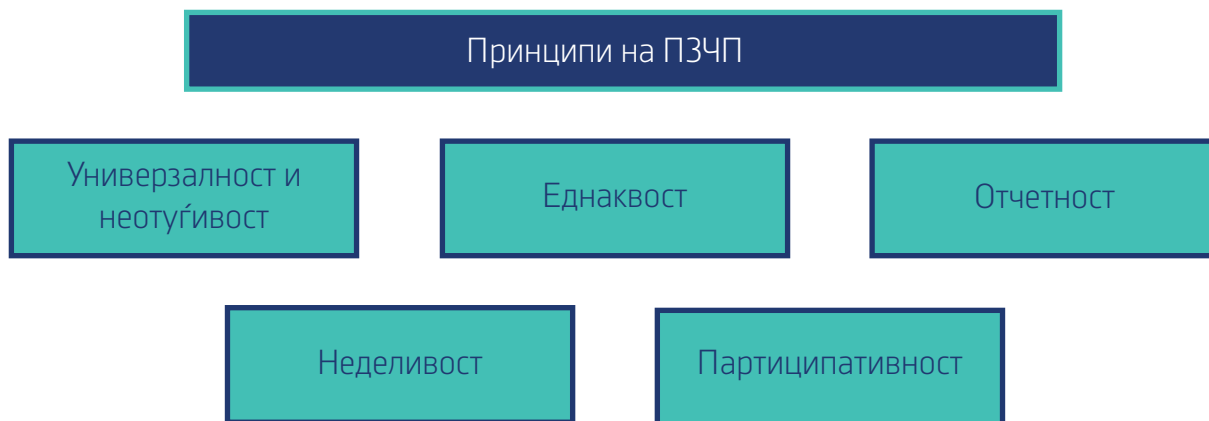 Принципи на ПЗЧП
Универзалност и
неотуѓивост
Еднаквост
Отчетност
Неделивост
Партиципативност